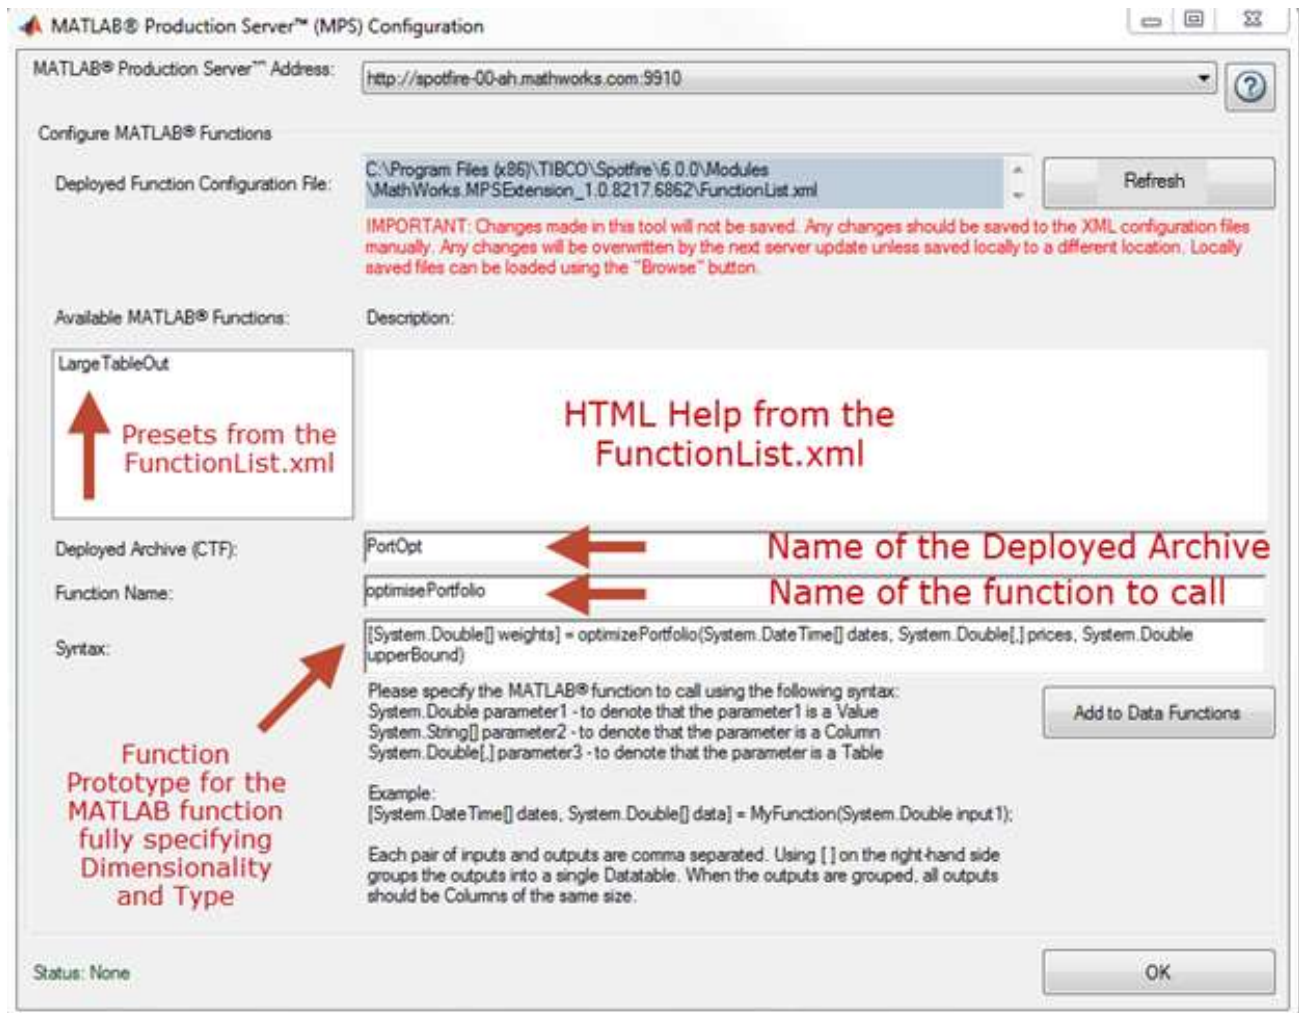 MATLAB® Production Server™ (MPS) Configuration
MATLAB® Production Server™ Address:
http://spotfire-00-ah.mathworks.com:9910
Configure MATLAB® Functions
Deployed Function Configuration File:
C:\Program Files (x86)\TIBCO\Spotfire\6.0.0\Modules
\MathWorks.MPSExtension_1.0.8217.6862\FunctionList.xml
Refresh
IMPORTANT: Changes made in this tool will not be saved. Any changes should be saved to the XML configuration files
manually. Any changes will be overwritten by the next server update unless saved locally to a different location. Locally
saved files can be loaded using the "Browse" button.
Available MATLAB® Functions:
Description:
LargeTableOut
Presets from the
FunctionList.xml
HTML Help from the
FunctionList.xml
Deployed Archive (CTF):
PortOpt
Name of the Deployed Archive
Function Name:
optimisePortfolio
Name of the function to call
Syntax:
[System.Double[] weights] = optimizePortfolio(System.DateTime[] dates, System.Double[,] prices, System.Double
upperBound)
Please specify the MATLAB® function to call using the following syntax:
System.Double parameter1 - to denote that the parameter1 is a Value
System.String[] parameter2 - to denote that the parameter is a Column
System.Double[,] parameter3 - to denote that the parameter is a Table
Add to Data Functions
Function
Prototype for the
MATLAB function
fully specifying
Dimensionality
and Type
Example:
[System.DateTime[] dates, System.Double[] data] = MyFunction(System.Double input1);
Each pair of inputs and outputs are comma separated. Using [ ] on the right-hand side
groups the outputs into a single Datatable. When the outputs are grouped, all outputs
should be Columns of the same size.
Status: None
OK